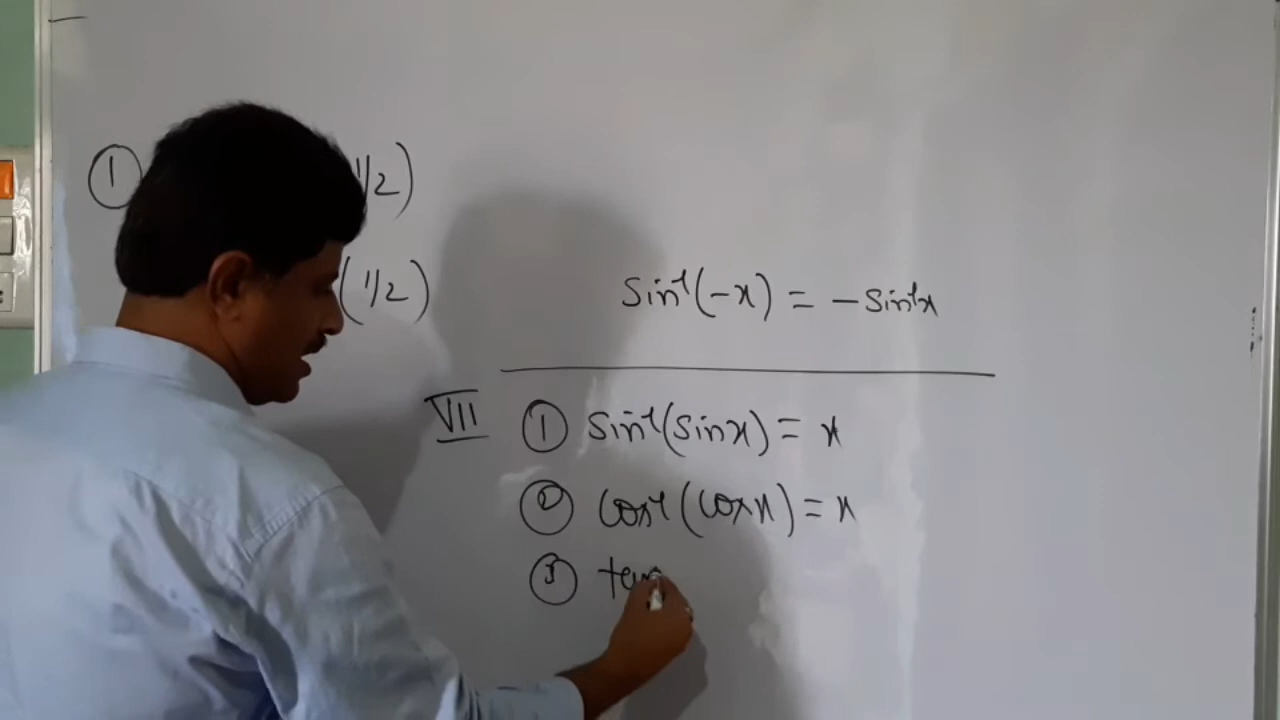 ① 1/2)
(1/2)
sin⁻¹(-x) = -sin⁻¹x
VII ① sin⁻¹(sinx) = x
② cos⁻¹(cosx) = x
③ tan